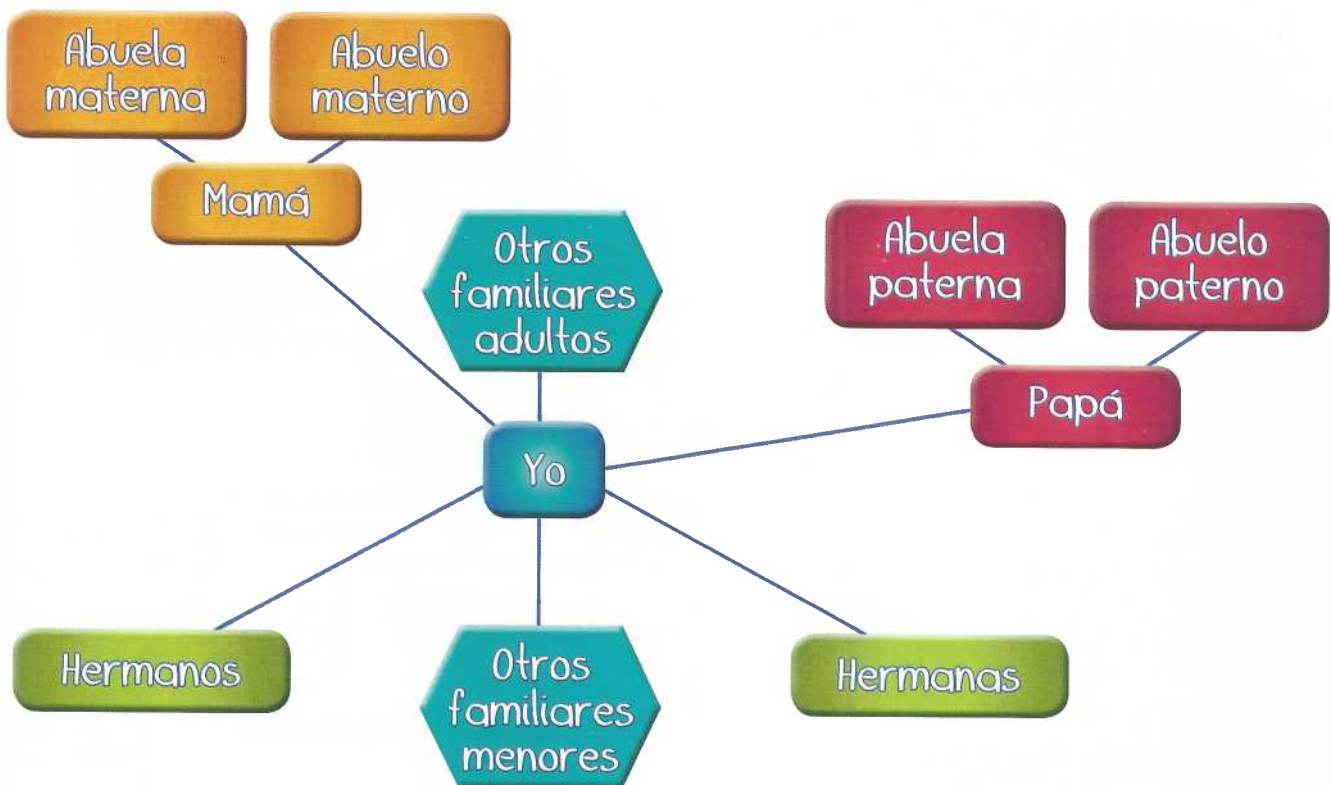 Abuela
materna
Abuelo
materno
Mamá
Otros
familiares
adultos
Abuela
paterna
Abuelo
paterno
Papá
Yo
Hermanos
Otros
familiares
menores
Hermanas